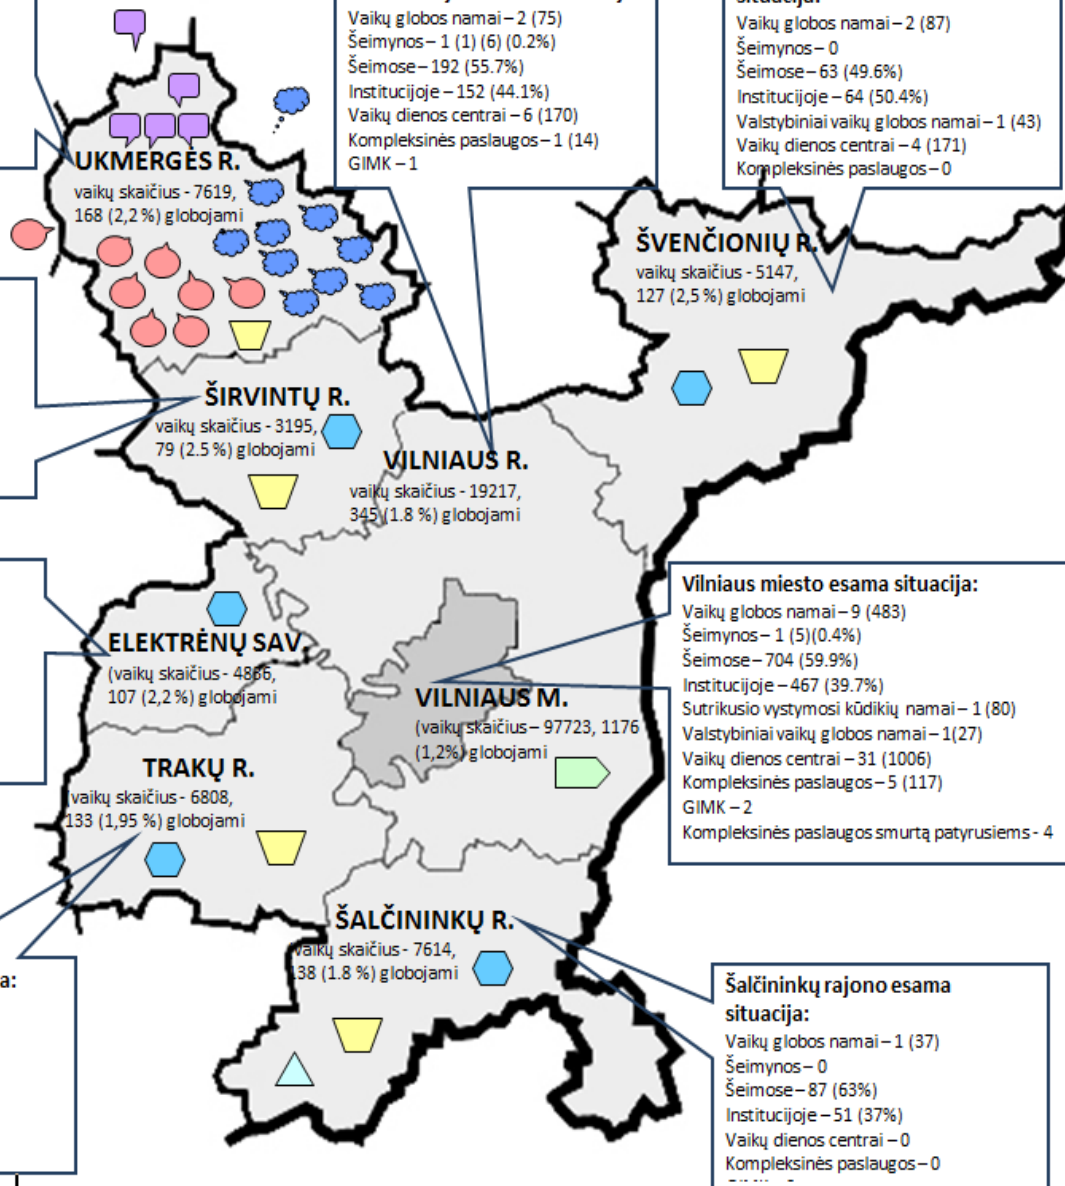 Vaikų globos namai – 2 (75)
Šeimynos – 1 (1) (6) (0.2%)
Šeimose – 192 (55.7%)
Institucijoje – 152 (44.1%)
Vaikų dienos centrai – 6 (170)
Kompleksinės paslaugos – 1 (14)
GIMK – 1
situacija:
Vaikų globos namai – 2 (87)
Šeimynos – 0
Šeimose – 63 (49.6%)
Institucijoje – 64 (50.4%)
Valstybiniai vaikų globos namai – 1 (43)
Vaikų dienos centrai – 4 (171)
Kompleksinės paslaugos – 0
UKMERGĖS R.
vaikų skaičius - 7619,
168 (2,2 %) globojami
ŠVENČIONIŲ R.
vaikų skaičius - 5147,
127 (2,5 %) globojami
ŠIRVINTŲ R.
vaikų skaičius - 3195,
79 (2.5 %) globojami
VILNIAUS R.
vaikų skaičius - 19217,
345 (1.8 %) globojami
ELEKTRĖNŲ SAV.
(vaikų skaičius - 4866,
107 (2,2 %) globojami
Vilniaus miesto esama situacija:
Vaikų globos namai – 9 (483)
Šeimynos – 1 (5)(0.4%)
Šeimose – 704 (59.9%)
Institucijoje – 467 (39.7%)
Sutrikusio vystymosi kūdikių namai – 1 (80)
Valstybiniai vaikų globos namai – 1(27)
Vaikų dienos centrai – 31 (1006)
Kompleksinės paslaugos – 5 (117)
GIMK – 2
Kompleksinės paslaugos smurtą patyrusiems - 4
VILNIAUS M.
(vaikų skaičius – 97723, 1176
(1,2%) globojami
TRAKŲ R.
(vaikų skaičius - 6808,
133 (1,95 %) globojami
ŠALČININKŲ R.
vaikų skaičius - 7614,
138 (1.8 %) globojami
a:
Šalčininkų rajono esama
situacija:
Vaikų globos namai – 1 (37)
Šeimynos – 0
Šeimose – 87 (63%)
Institucijoje – 51 (37%)
Vaikų dienos centrai – 0
Kompleksinės paslaugos – 0